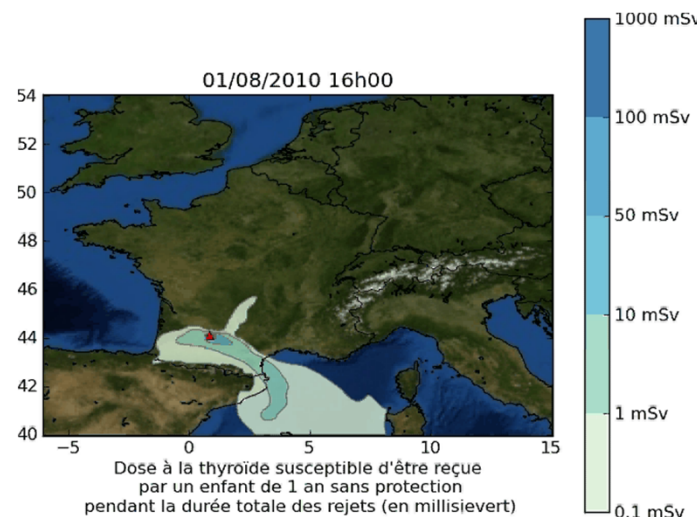 1000 mSv
01/08/2010 16h00
54
52
100 mSv
50
50 mSv
48
46
10 mSv
44
42
1 mSv
40
−5
0
5
10
15
Dose à la thyroïde susceptible d'être reçue
par un enfant de 1 an sans protection
pendant la durée totale des rejets (en millisievert)
0.1 mSv